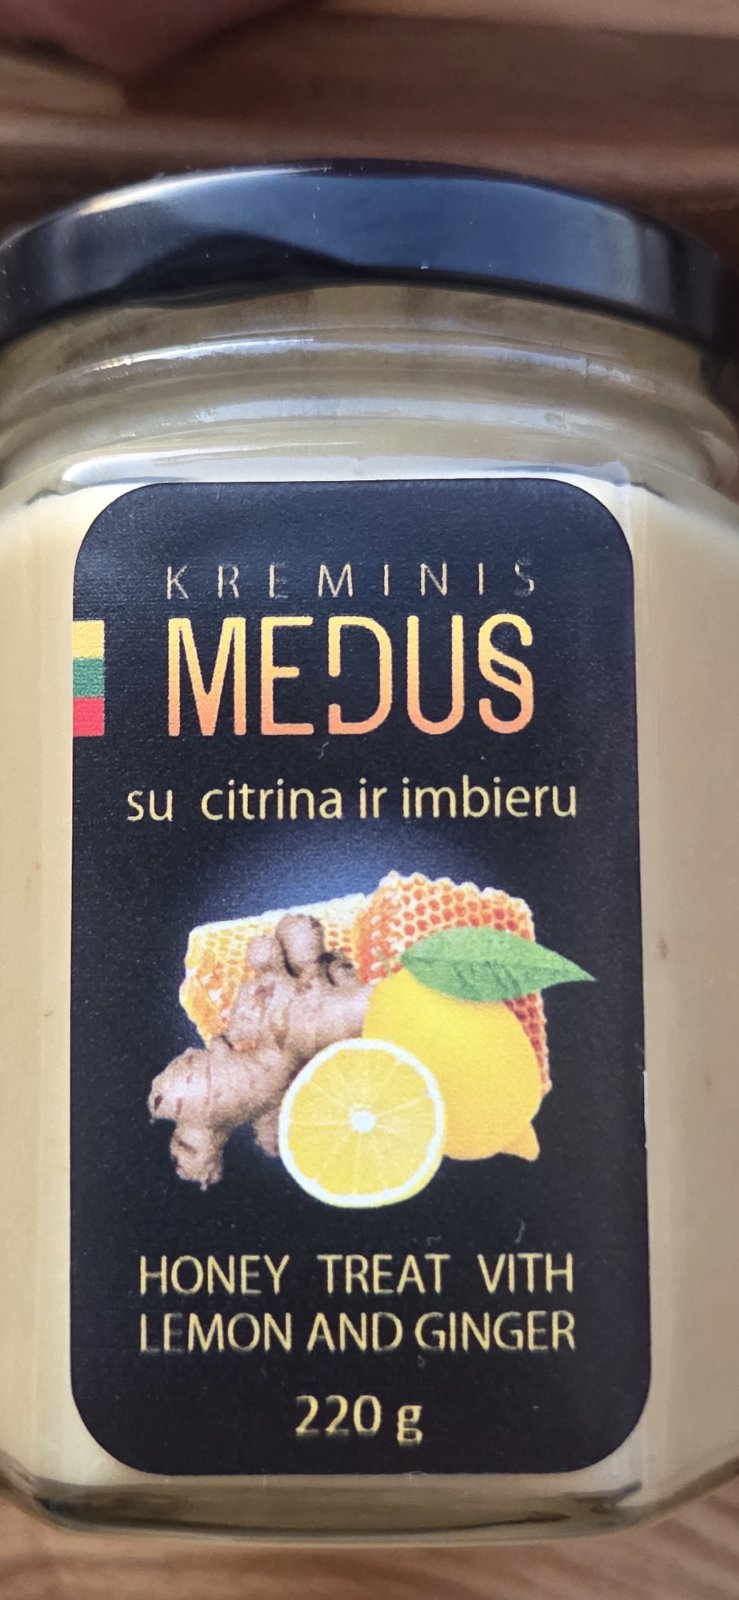 KREMINIS
MEDUS
su citrina ir imbieru
HONEY TREAT VITH
LEMON AND GINGER
220 g